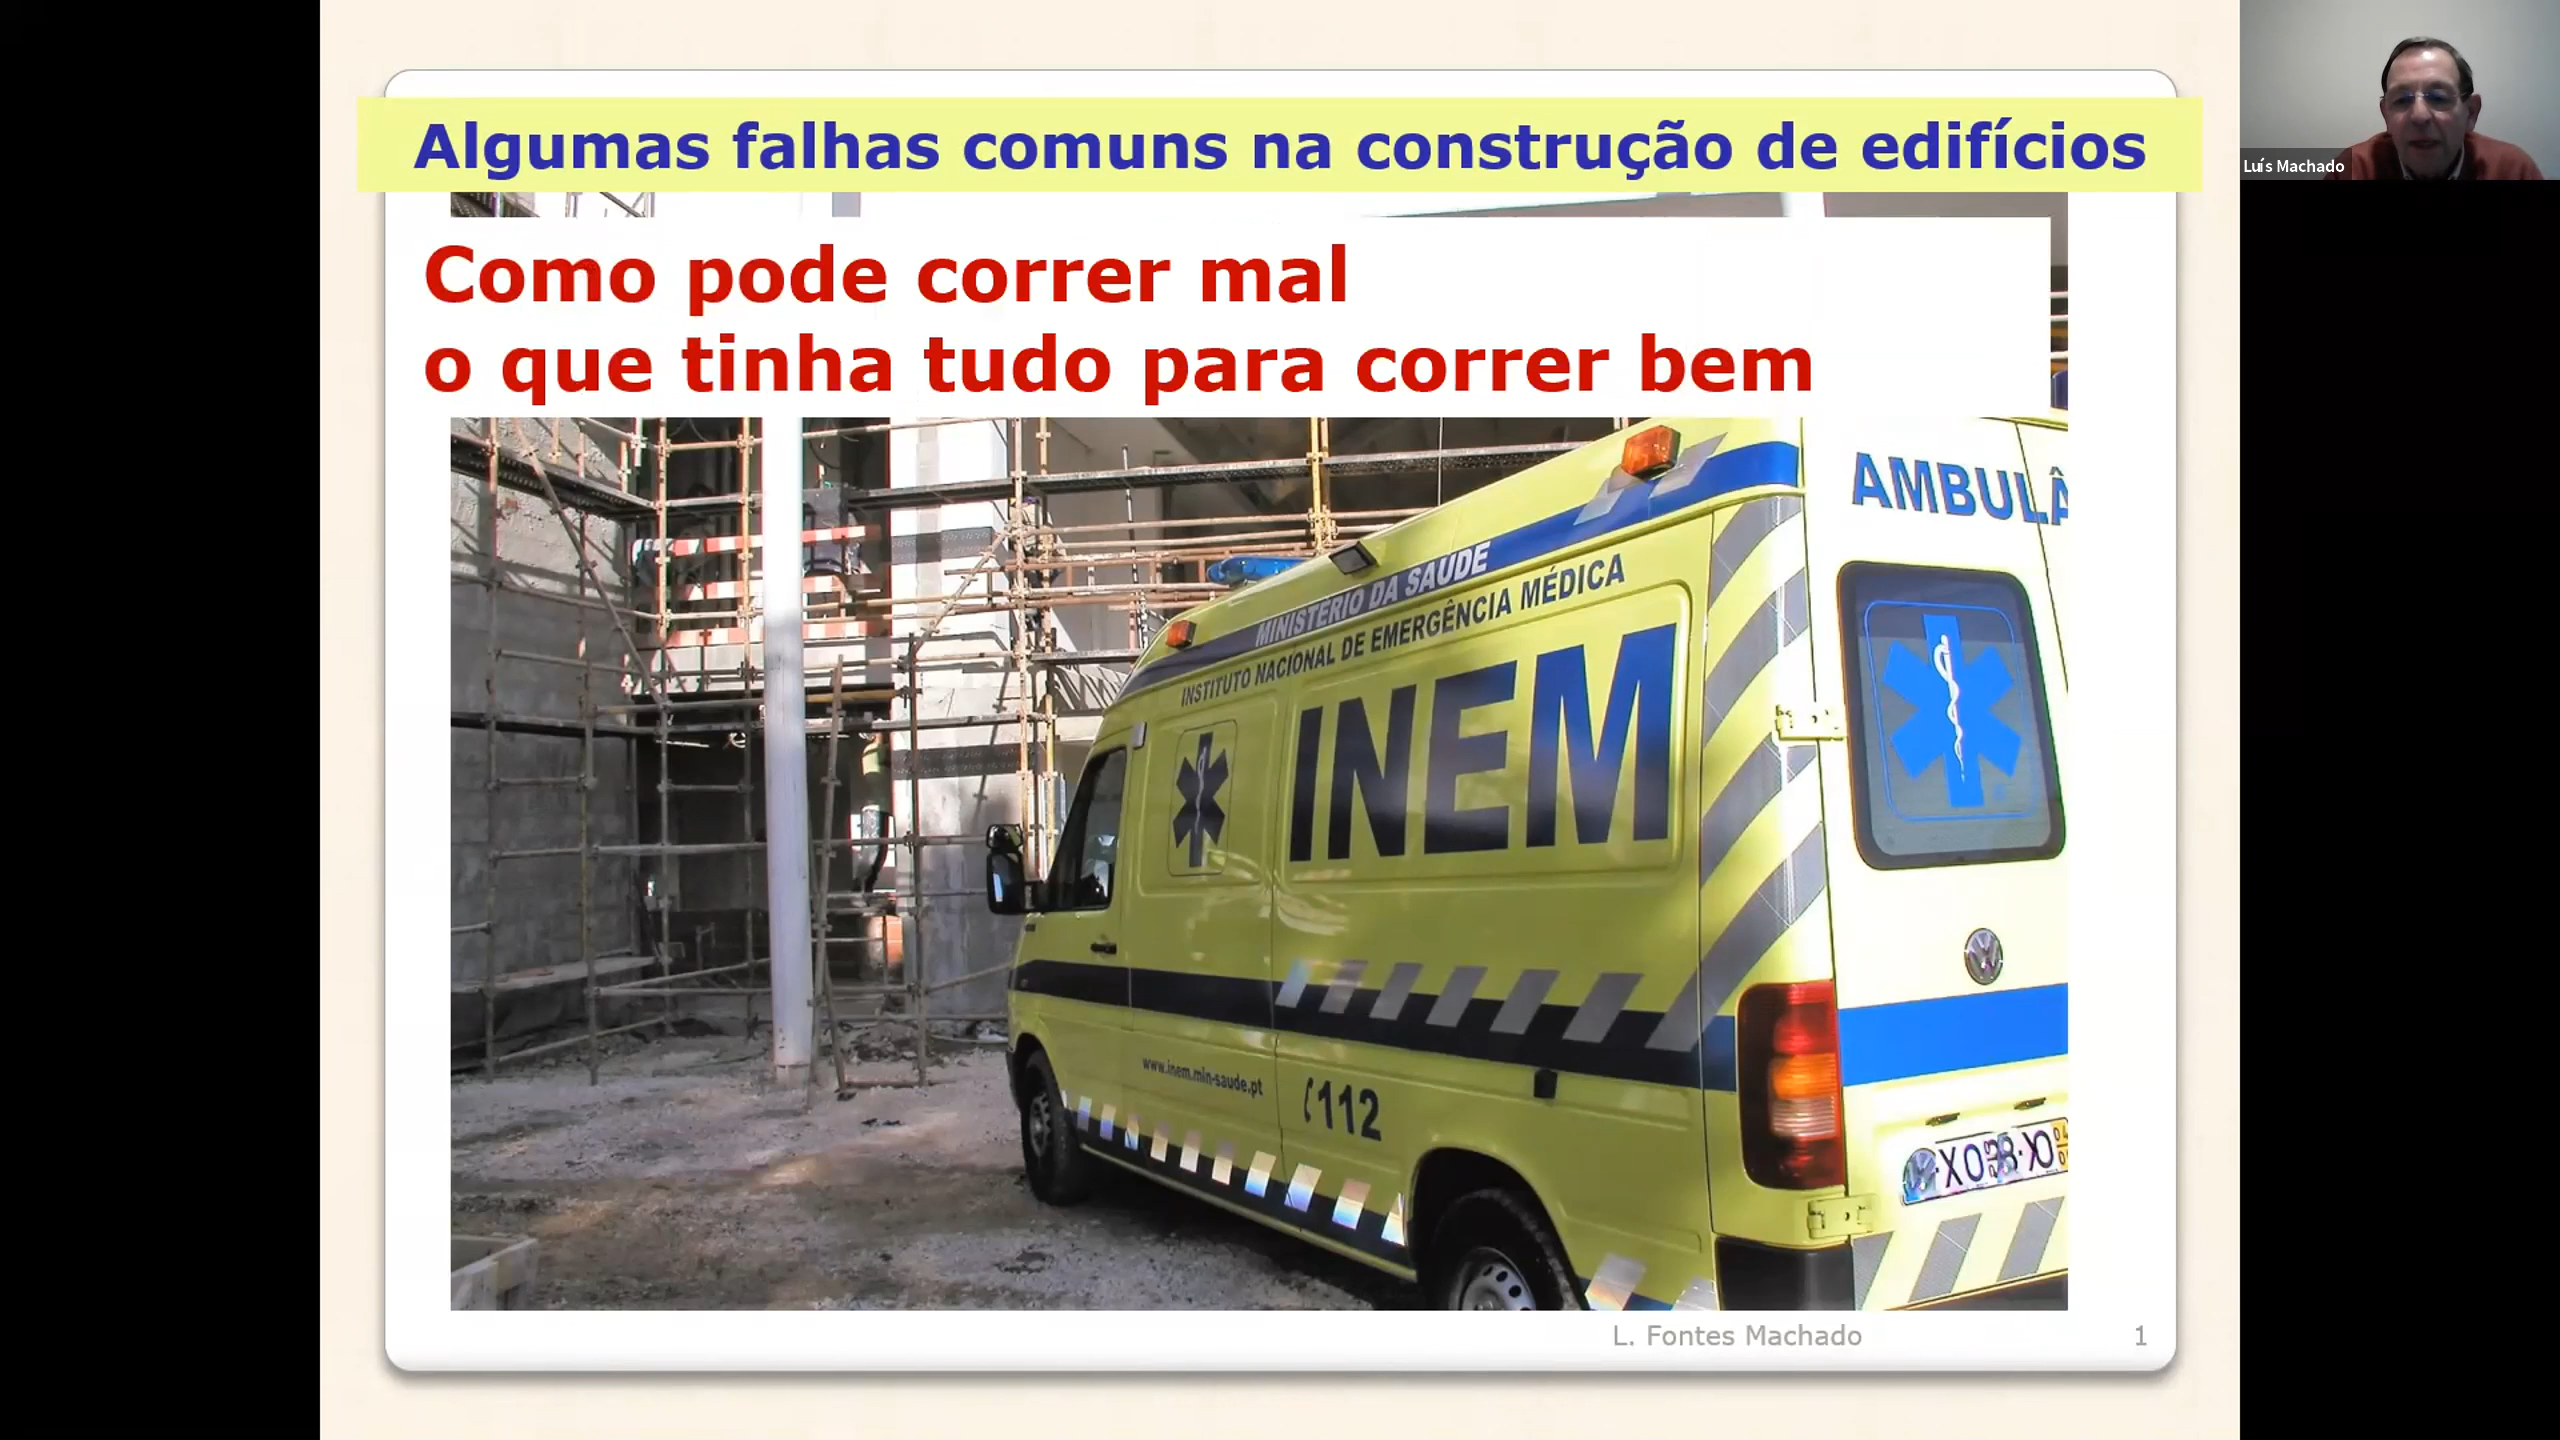 Algumas falhas comuns na construção de edifícios
Luís Machado
Como pode correr mal
o que tinha tudo para correr bem
AMBULÂ
MINISTÉRIO DA SAUDE
INSTITUTO NACIONAL DE EMERGÊNCIA MÉDICA
INEM
www.inem.min-saude.pt
112
L. Fontes Machado
1